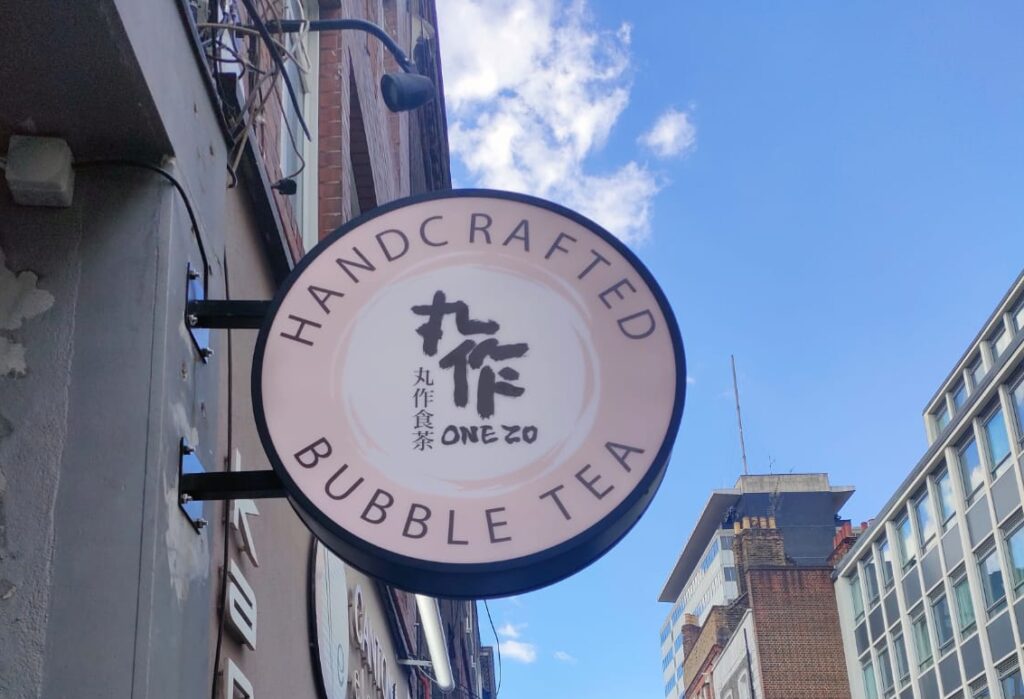 HANDCRAFTED
丸作
丸作食茶
ONE ZO
BUBBLE TEA